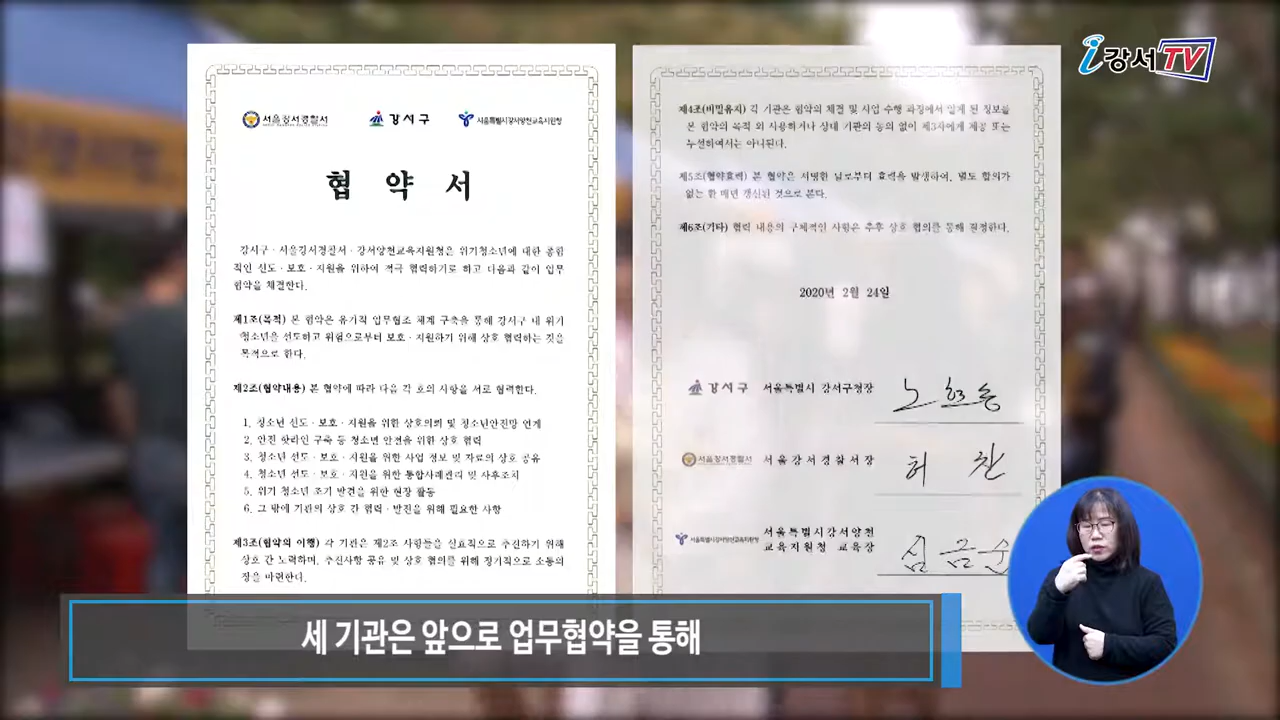 i강서TV
서울강서경찰서
강서구
서울특별시강서양천교육지원청
협 약 서
강서구·서울강서경찰서·강서양천교육지원청은 위기청소년에 대한 종합
적인 선도·보호·지원을 위하여 적극 협력하기로 하고 다음과 같이 업무
협약을 체결한다.
제1조(목적) 본 협약은 유기적 업무협조 체계 구축을 통해 강서구 내 위기
청소년을 선도하고 위험으로부터 보호·지원하기 위해 상호 협력하는 것을
목적으로 한다.
제2조(협약내용) 본 협약에 따라 다음 각 호의 사항을 서로 협력한다.
1. 청소년 선도·보호·지원을 위한 상호의뢰 및 청소년안전망 연계
2. 안전 핫라인 구축 등 청소년 안전을 위한 상호 협력
3. 청소년 선도·보호·지원을 위한 사업 정보 및 자료의 상호 공유
4. 청소년 선도·보호·지원을 위한 통합사례관리 및 사후조치
5. 위기 청소년 조기 발견을 위한 현장 활동
6. 그 밖에 기관의 상호 간 협력·발전을 위해 필요한 사항
제3조(협약의 이행) 각 기관은 제2조 사항들을 실효적으로 추진하기 위해
상호 간 노력하며, 추진사항 공유 및 상호 협의를 위해 정기적으로 소통의
장을 마련한다.
제4조(비밀유지) 각 기관은 협약의 체결 및 사업 수행 과정에서 알게 된 정보를
본 협약의 목적 외 사용하거나 상대 기관의 동의 없이 제3자에게 제공 또는
누설하여서는 아니된다.
제5조(협약효력) 본 협약은 서명한 날로부터 효력을 발생하여, 별도 합의가
없는 한 매년 갱신된 것으로 본다.
제6조(기타) 협력 내용의 구체적인 사항은 추후 상호 협의를 통해 결정한다.
2020년 2월 24일
강서구 서울특별시 강서구청장 노현송
서울강서경찰서 서울강서경찰서장 허 찬
서울특별시강서양천교육지원청 서울특별시강서양천
교육지원청 교육장 심금순
세 기관은 앞으로 업무협약을 통해